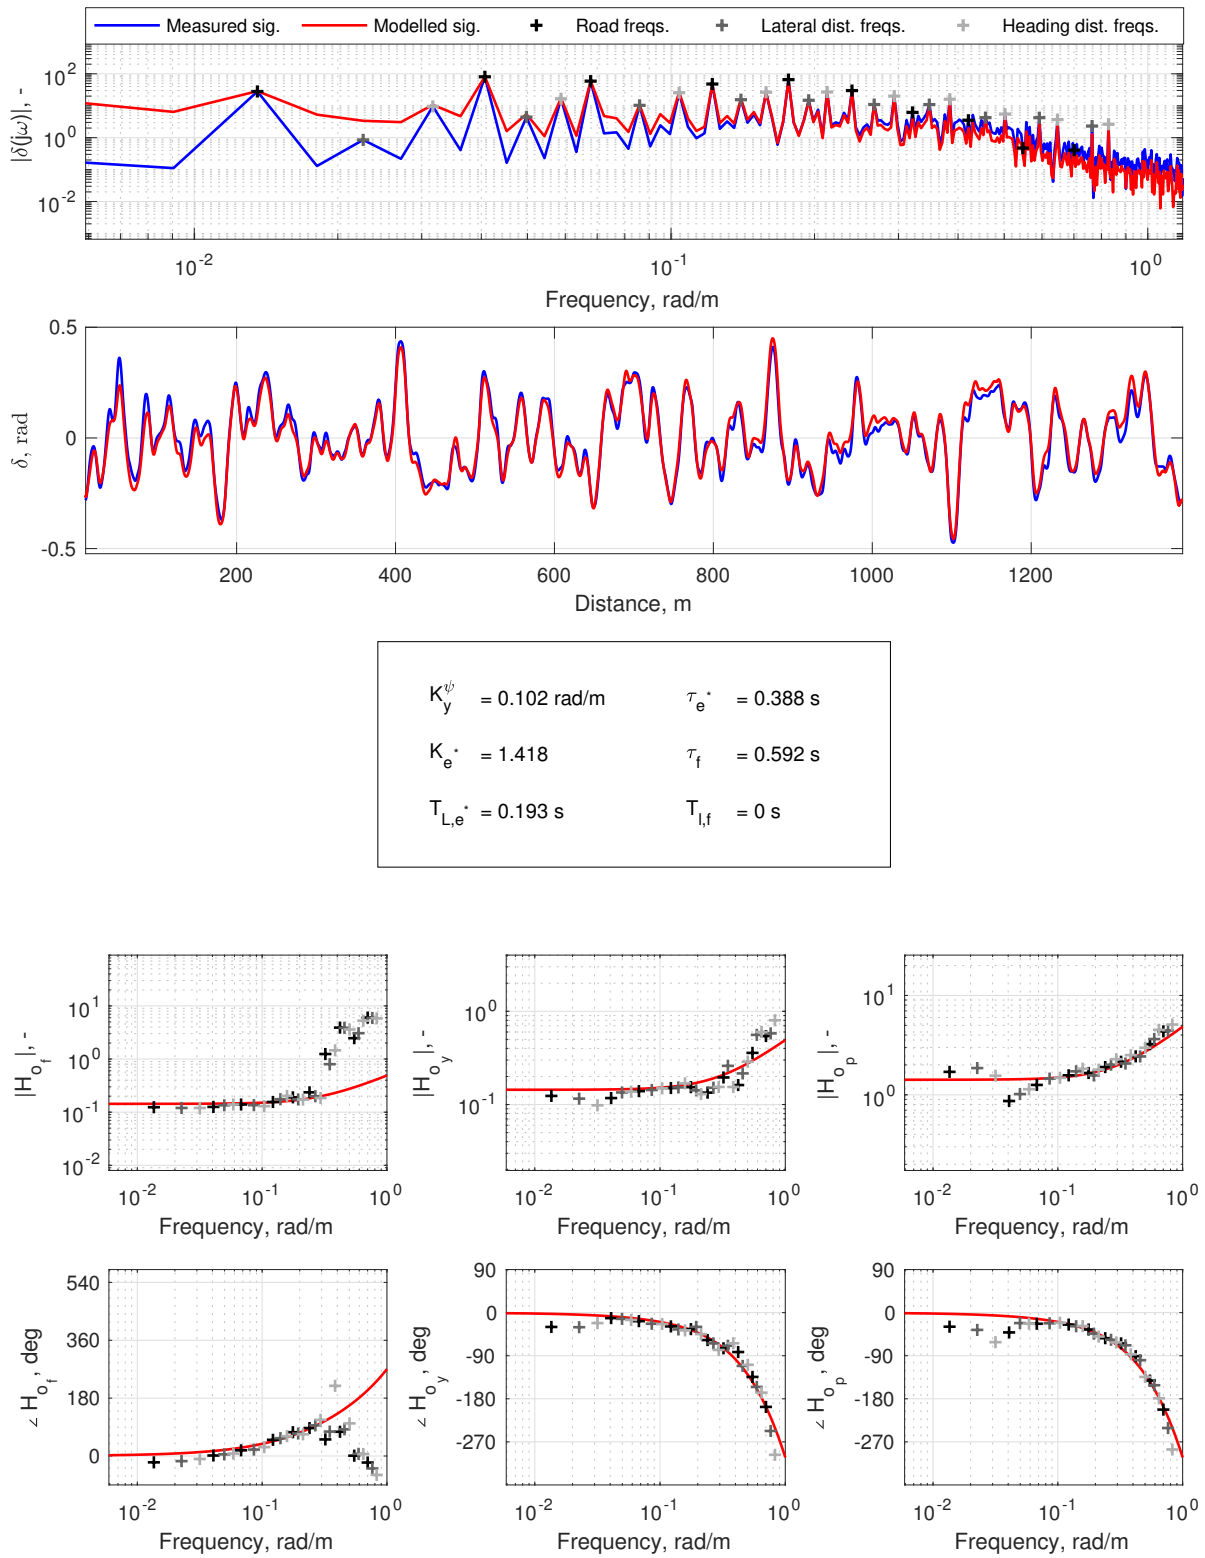 Measured sig. Modelled sig. Road freqs. Lateral dist. freqs. Heading dist. freqs.
|δ(jω)|, -
10^2
10^0
10^-2
10^-2 10^-1 10^0
Frequency, rad/m
δ, rad
0.5
0
-0.5
200 400 600 800 1000 1200
Distance, m
K_y^ψ = 0.102 rad/m τ_e* = 0.388 s
K_e* = 1.418 τ_f = 0.592 s
T_L,e* = 0.193 s T_l,f = 0 s
|H_o_f|, -
10^1
10^0
10^-1
10^-2
10^-2 10^-1 10^0
Frequency, rad/m
|H_o_y|, -
10^0
10^-1
10^-2 10^-1 10^0
Frequency, rad/m
|H_o_p|, -
10^1
10^0
10^-2 10^-1 10^0
Frequency, rad/m
∠ H_o_f, deg
540
360
180
0
10^-2 10^-1 10^0
Frequency, rad/m
∠ H_o_y, deg
90
0
-90
-180
-270
10^-2 10^-1 10^0
Frequency, rad/m
∠ H_o_p, deg
90
0
-90
-180
-270
10^-2 10^-1 10^0
Frequency, rad/m